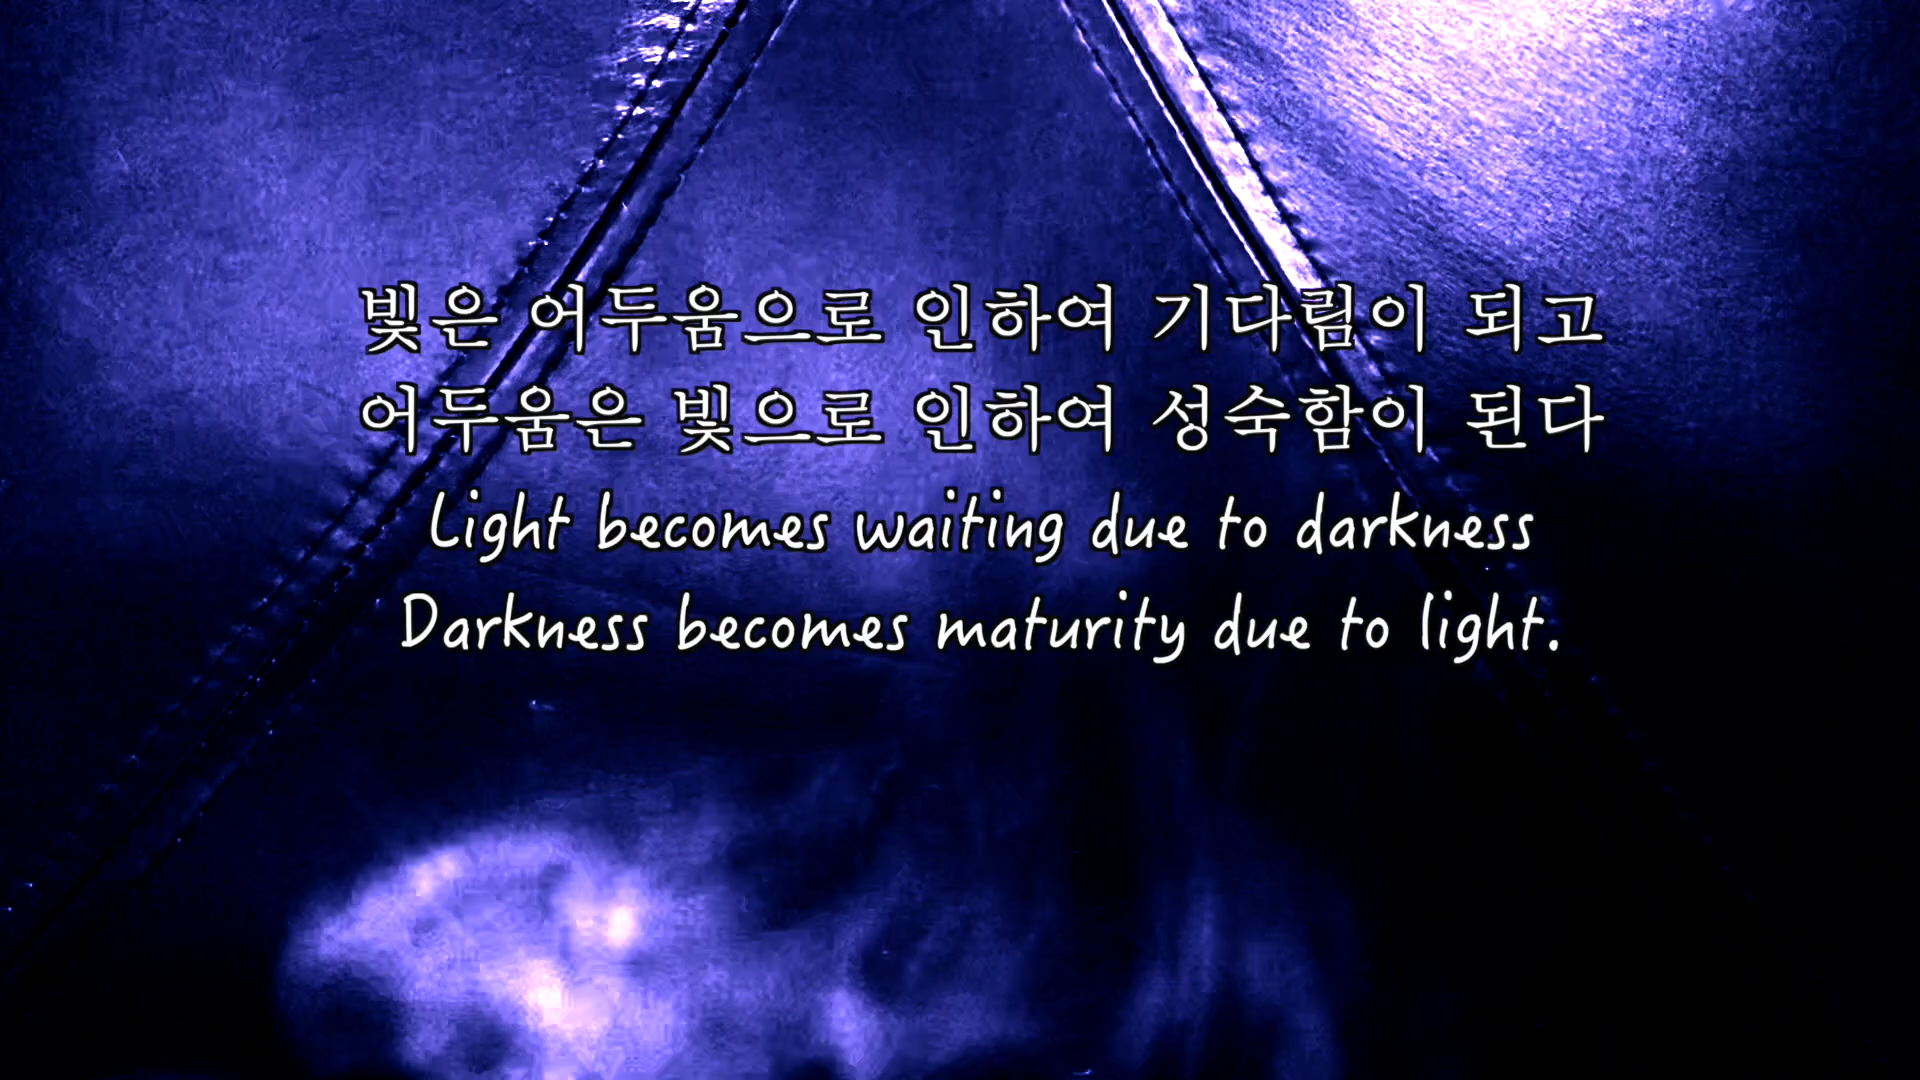 빛은 어두움으로 인하여 기다림이 되고
어두움은 빛으로 인하여 성숙함이 된다
Light becomes waiting due to darkness
Darkness becomes maturity due to light.